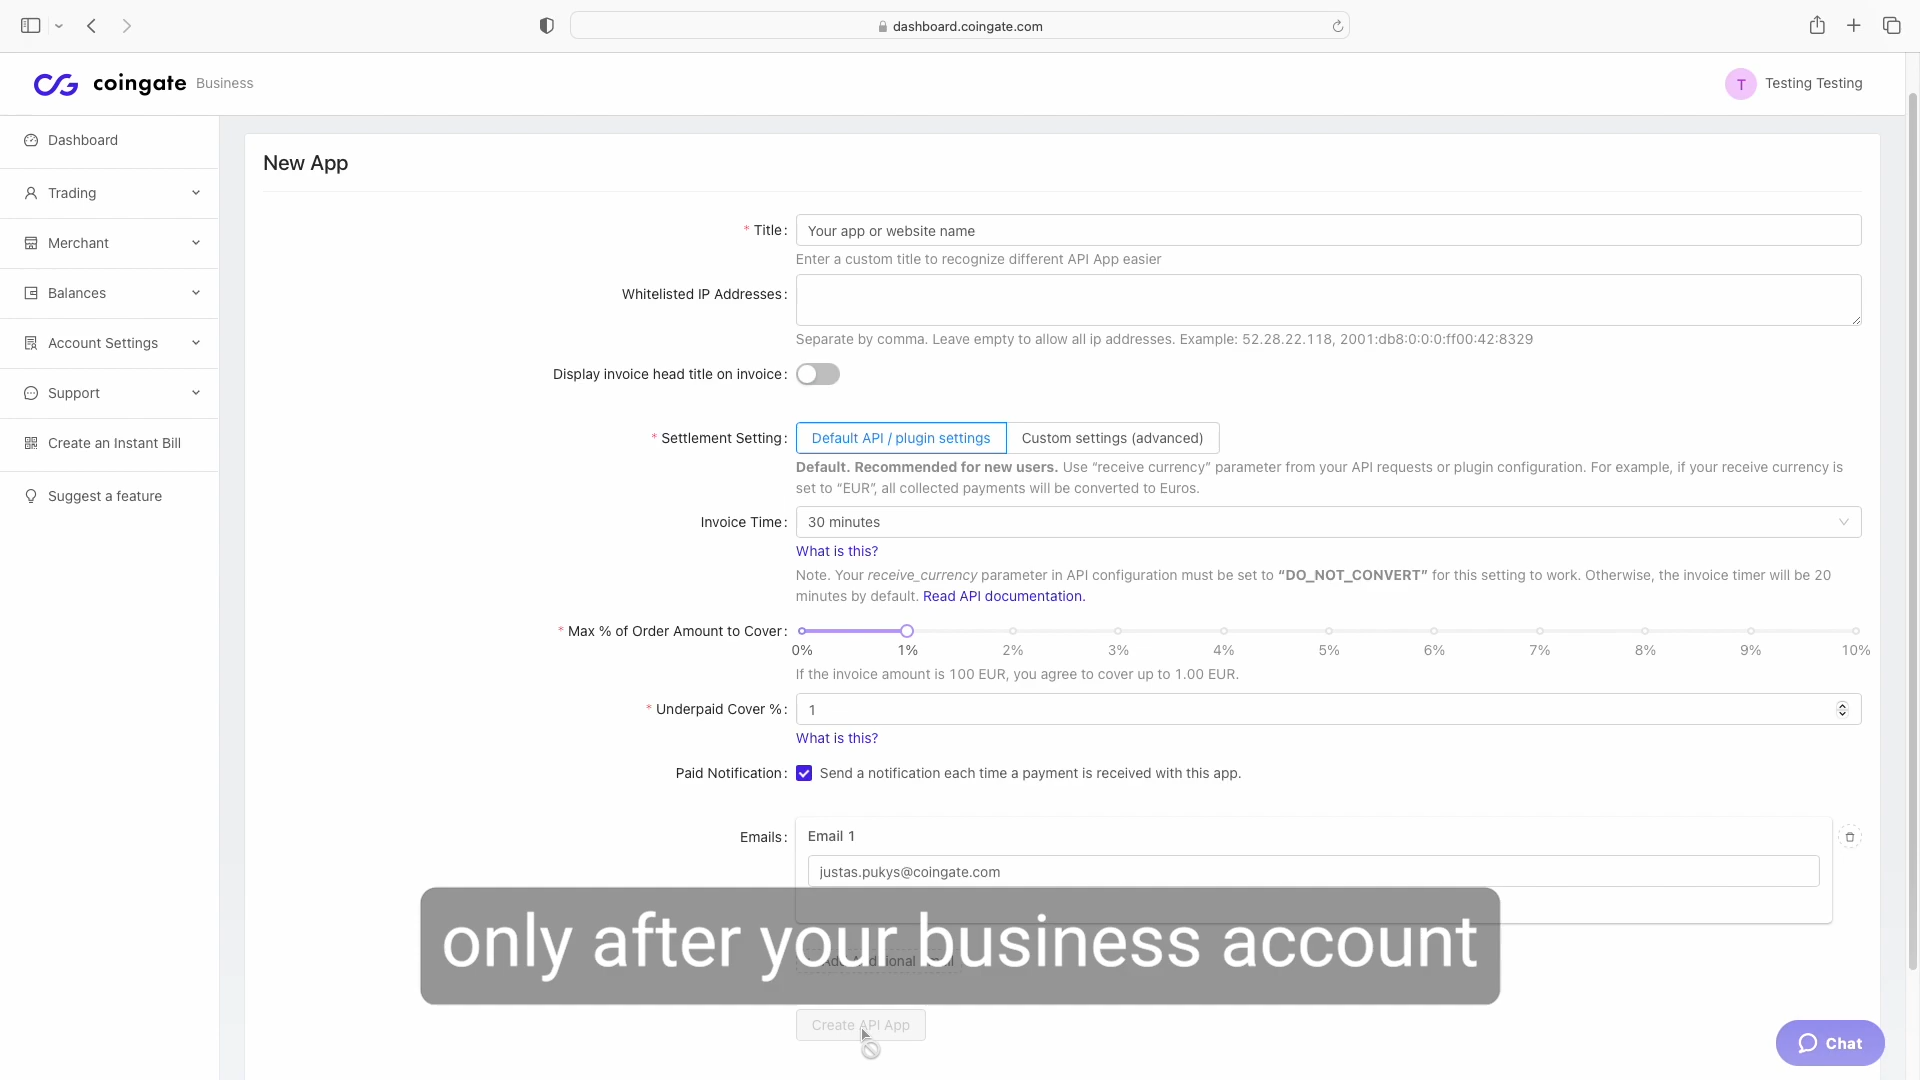 dashboard.coingate.com
coingate Business
T Testing Testing
Dashboard
Trading
Merchant
Balances
Account Settings
Support
Create an Instant Bill
Suggest a feature
New App
* Title:
Your app or website name
Enter a custom title to recognize different API App easier
Whitelisted IP Addresses:
Separate by comma. Leave empty to allow all ip addresses. Example: 52.28.22.118, 2001:db8:0:0:0:ff00:42:8329
Display invoice head title on invoice:
* Settlement Setting:
Default API / plugin settings
Custom settings (advanced)
Default. Recommended for new users. Use “receive currency” parameter from your API requests or plugin configuration. For example, if your receive currency is
set to “EUR”, all collected payments will be converted to Euros.
Invoice Time:
30 minutes
What is this?
Note. Your receive_currency parameter in API configuration must be set to “DO_NOT_CONVERT” for this setting to work. Otherwise, the invoice timer will be 20
minutes by default. Read API documentation.
* Max % of Order Amount to Cover:
0% 1% 2% 3% 4% 5% 6% 7% 8% 9% 10%
If the invoice amount is 100 EUR, you agree to cover up to 1.00 EUR.
* Underpaid Cover %:
1
What is this?
Paid Notification:
Send a notification each time a payment is received with this app.
Emails:
Email 1
justas.pukys@coingate.com
only after your business account
Create API App
Chat